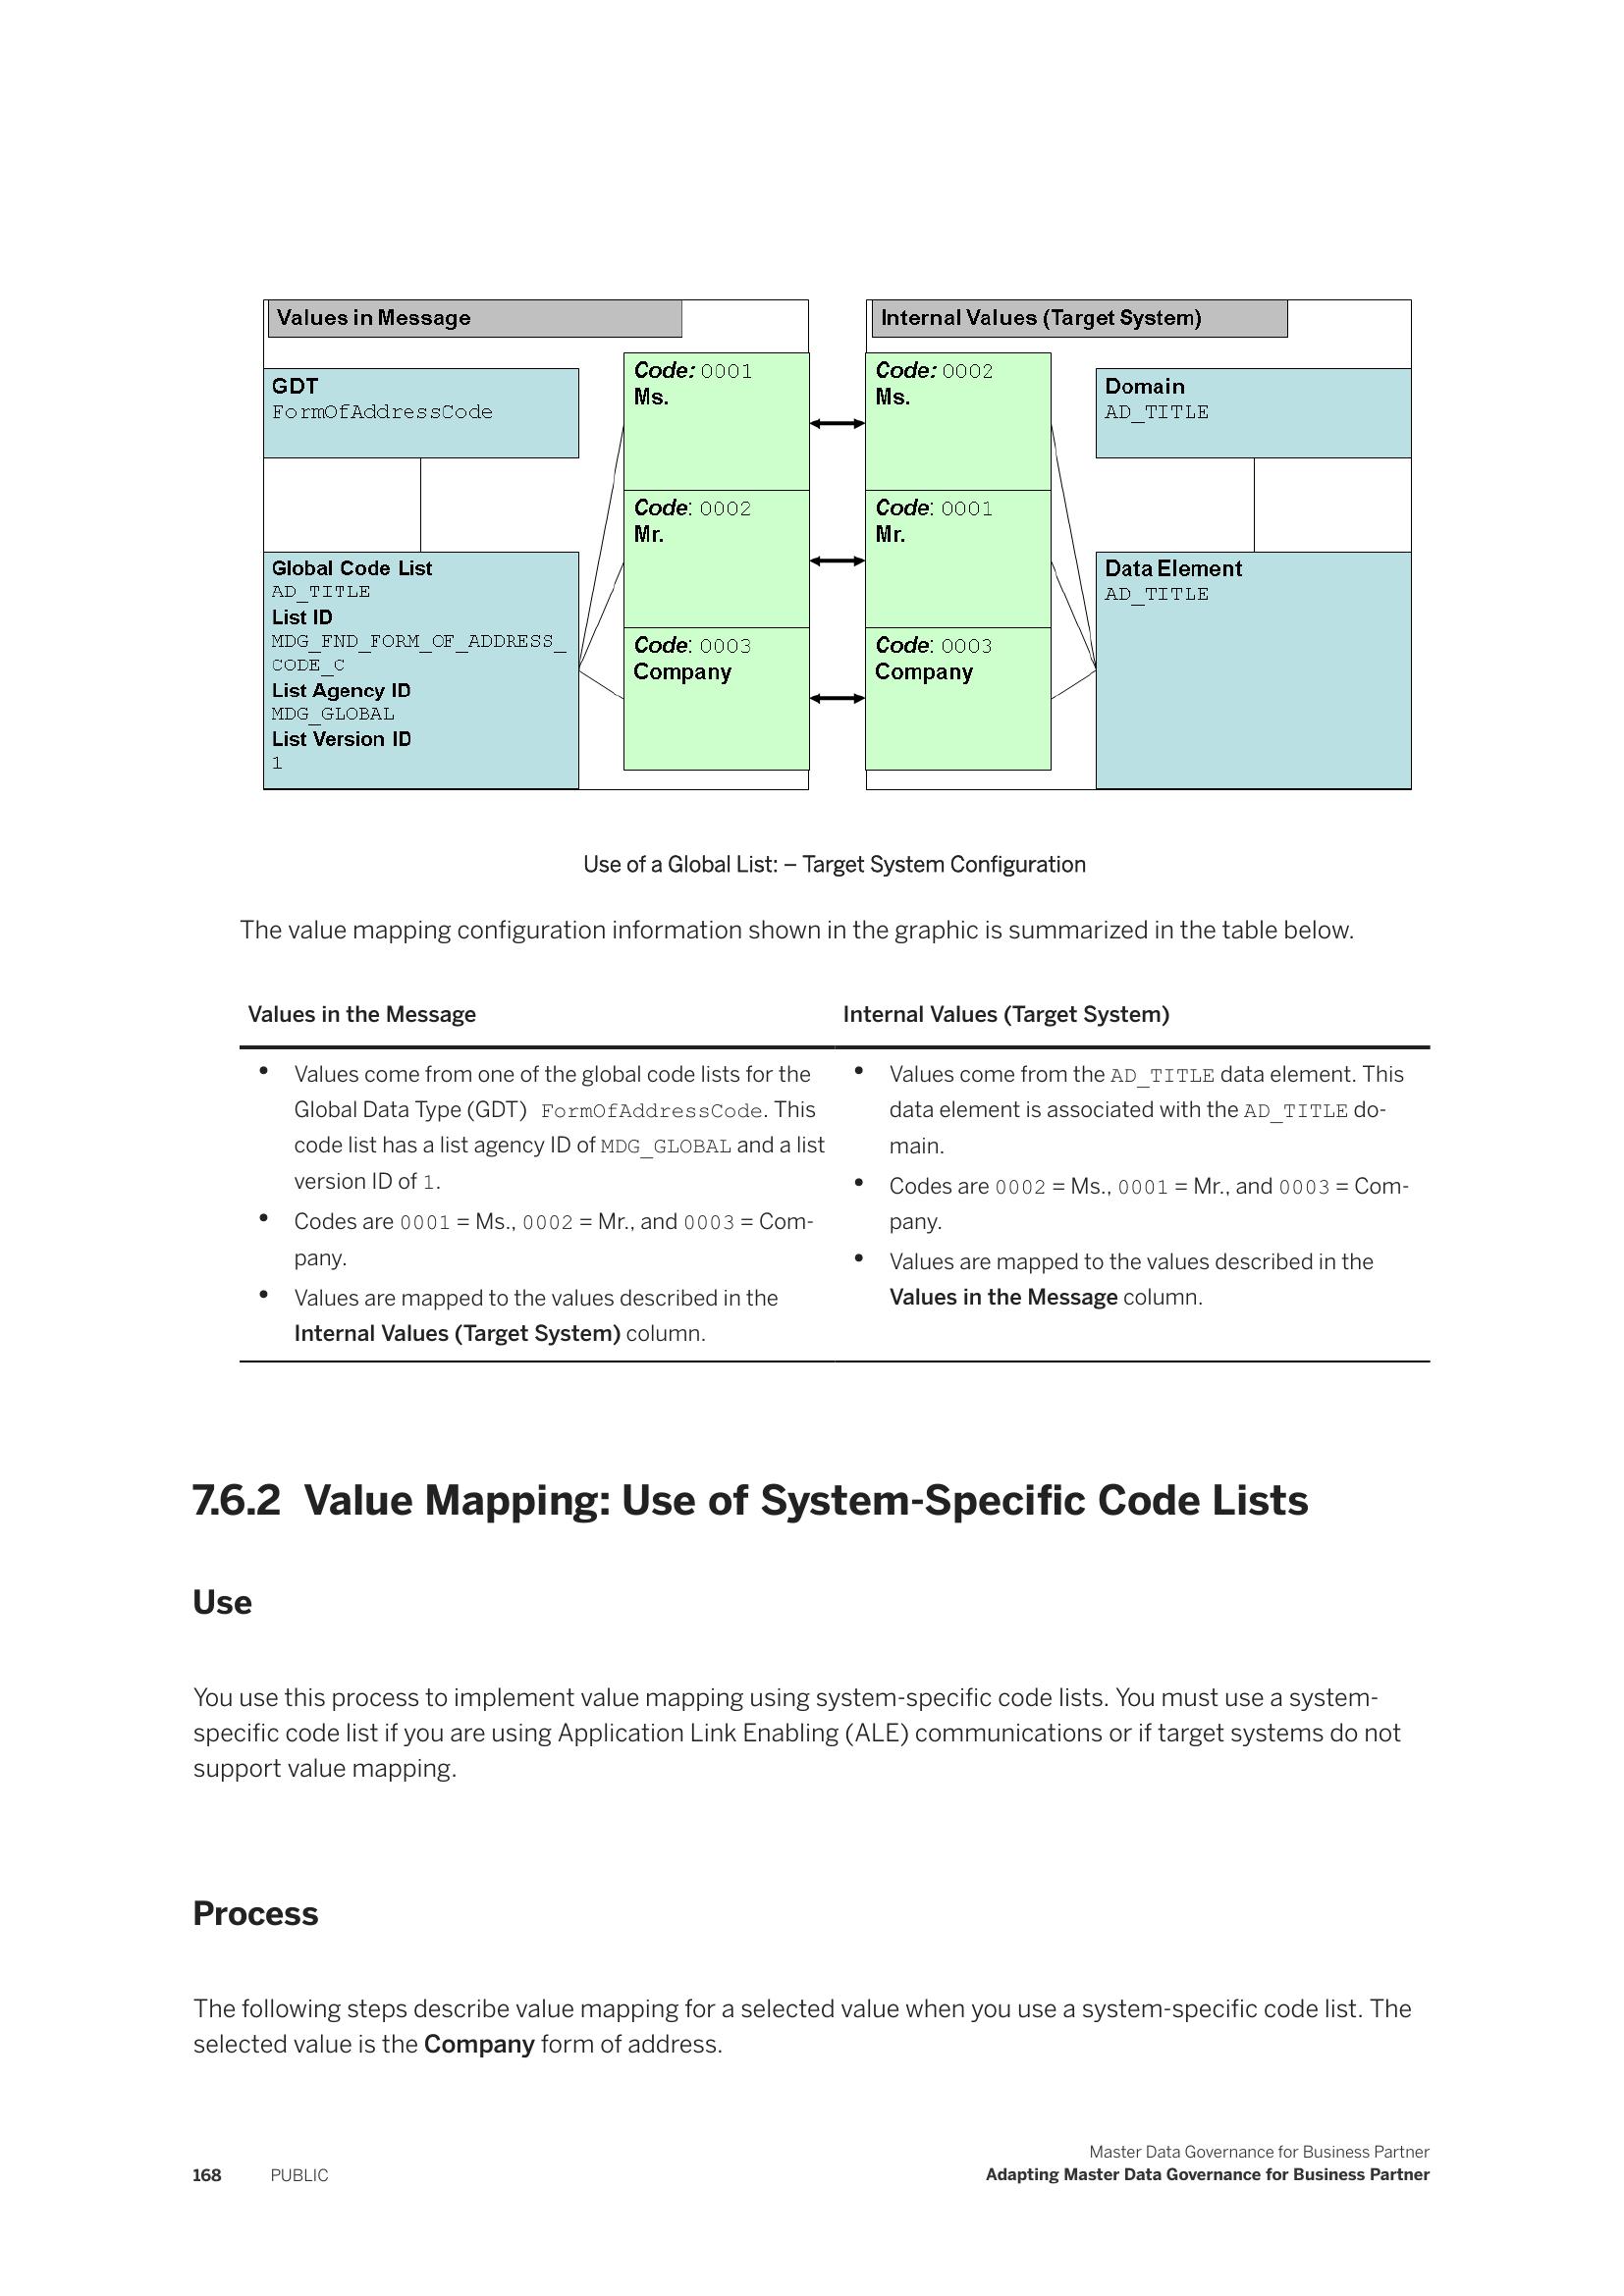 Values in Message
GDT
FormOfAddressCode
Global Code List
AD_TITLE
List ID
MDG_FND_FORM_OF_ADDRESS_
CODE_C
List Agency ID
MDG_GLOBAL
List Version ID
1
Code: 0001
Ms.
Code: 0002
Mr.
Code: 0003
Company
Internal Values (Target System)
Code: 0002
Ms.
Code: 0001
Mr.
Code: 0003
Company
Domain
AD_TITLE
Data Element
AD_TITLE
Use of a Global List: – Target System Configuration
The value mapping configuration information shown in the graphic is summarized in the table below.
Values in the Message
Internal Values (Target System)
• Values come from one of the global code lists for the
Global Data Type (GDT) FormOfAddressCode. This
code list has a list agency ID of MDG_GLOBAL and a list
version ID of 1.
• Codes are 0001 = Ms., 0002 = Mr., and 0003 = Com-
pany.
• Values are mapped to the values described in the
Internal Values (Target System) column.
• Values come from the AD_TITLE data element. This
data element is associated with the AD_TITLE do-
main.
• Codes are 0002 = Ms., 0001 = Mr., and 0003 = Com-
pany.
• Values are mapped to the values described in the
Values in the Message column.
7.6.2 Value Mapping: Use of System-Specific Code Lists
Use
You use this process to implement value mapping using system-specific code lists. You must use a system-
specific code list if you are using Application Link Enabling (ALE) communications or if target systems do not
support value mapping.
Process
The following steps describe value mapping for a selected value when you use a system-specific code list. The
selected value is the Company form of address.
Master Data Governance for Business Partner
168 PUBLIC Adapting Master Data Governance for Business Partner